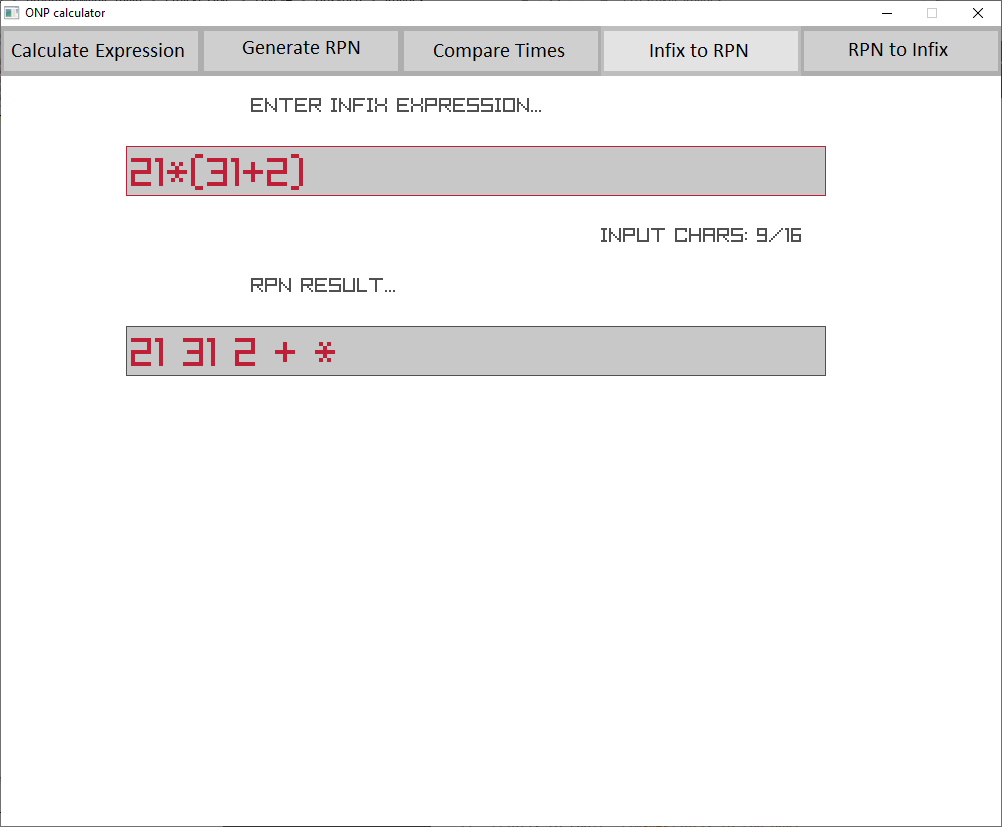 ONP calculator
Calculate Expression Generate RPN Compare Times Infix to RPN RPN to Infix
ENTER INFIX EXPRESSION...
21*(31+2)
INPUT CHARS: 9/16
RPN RESULT...
21 31 2 + *